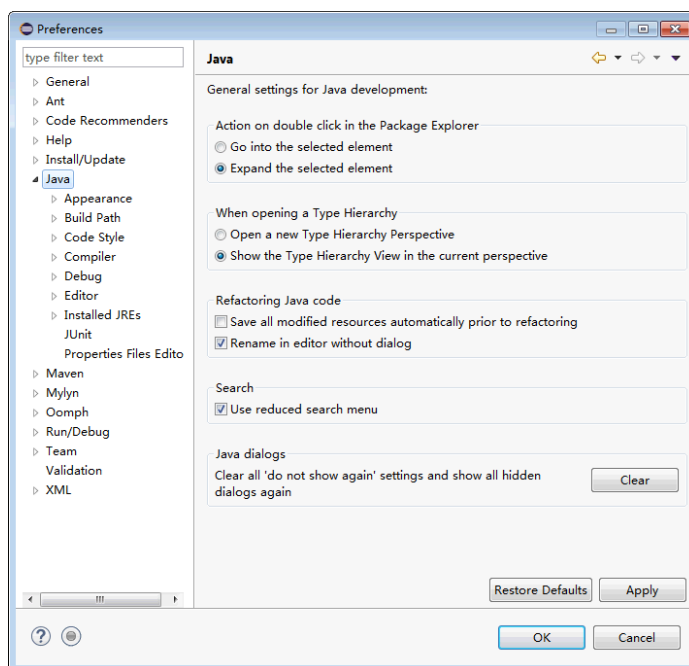 Preferences
type filter text
General
Ant
Code Recommenders
Help
Install/Update
Java
Appearance
Build Path
Code Style
Compiler
Debug
Editor
Installed JREs
JUnit
Properties Files Edito
Maven
Mylyn
Oomph
Run/Debug
Team
Validation
XML
Java
General settings for Java development:
Action on double click in the Package Explorer
Go into the selected element
Expand the selected element
When opening a Type Hierarchy
Open a new Type Hierarchy Perspective
Show the Type Hierarchy View in the current perspective
Refactoring Java code
Save all modified resources automatically prior to refactoring
Rename in editor without dialog
Search
Use reduced search menu
Java dialogs
Clear all 'do not show again' settings and show all hidden
dialogs again
Clear
Restore Defaults
Apply
OK
Cancel